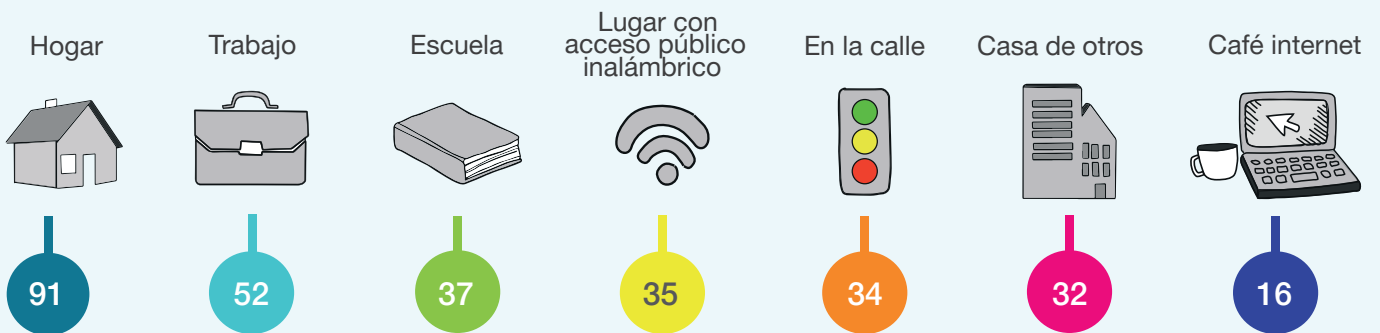 Hogar
Trabajo
Escuela
Lugar con
acceso público
inalámbrico
En la calle
Casa de otros
Café internet
91
52
37
35
34
32
16